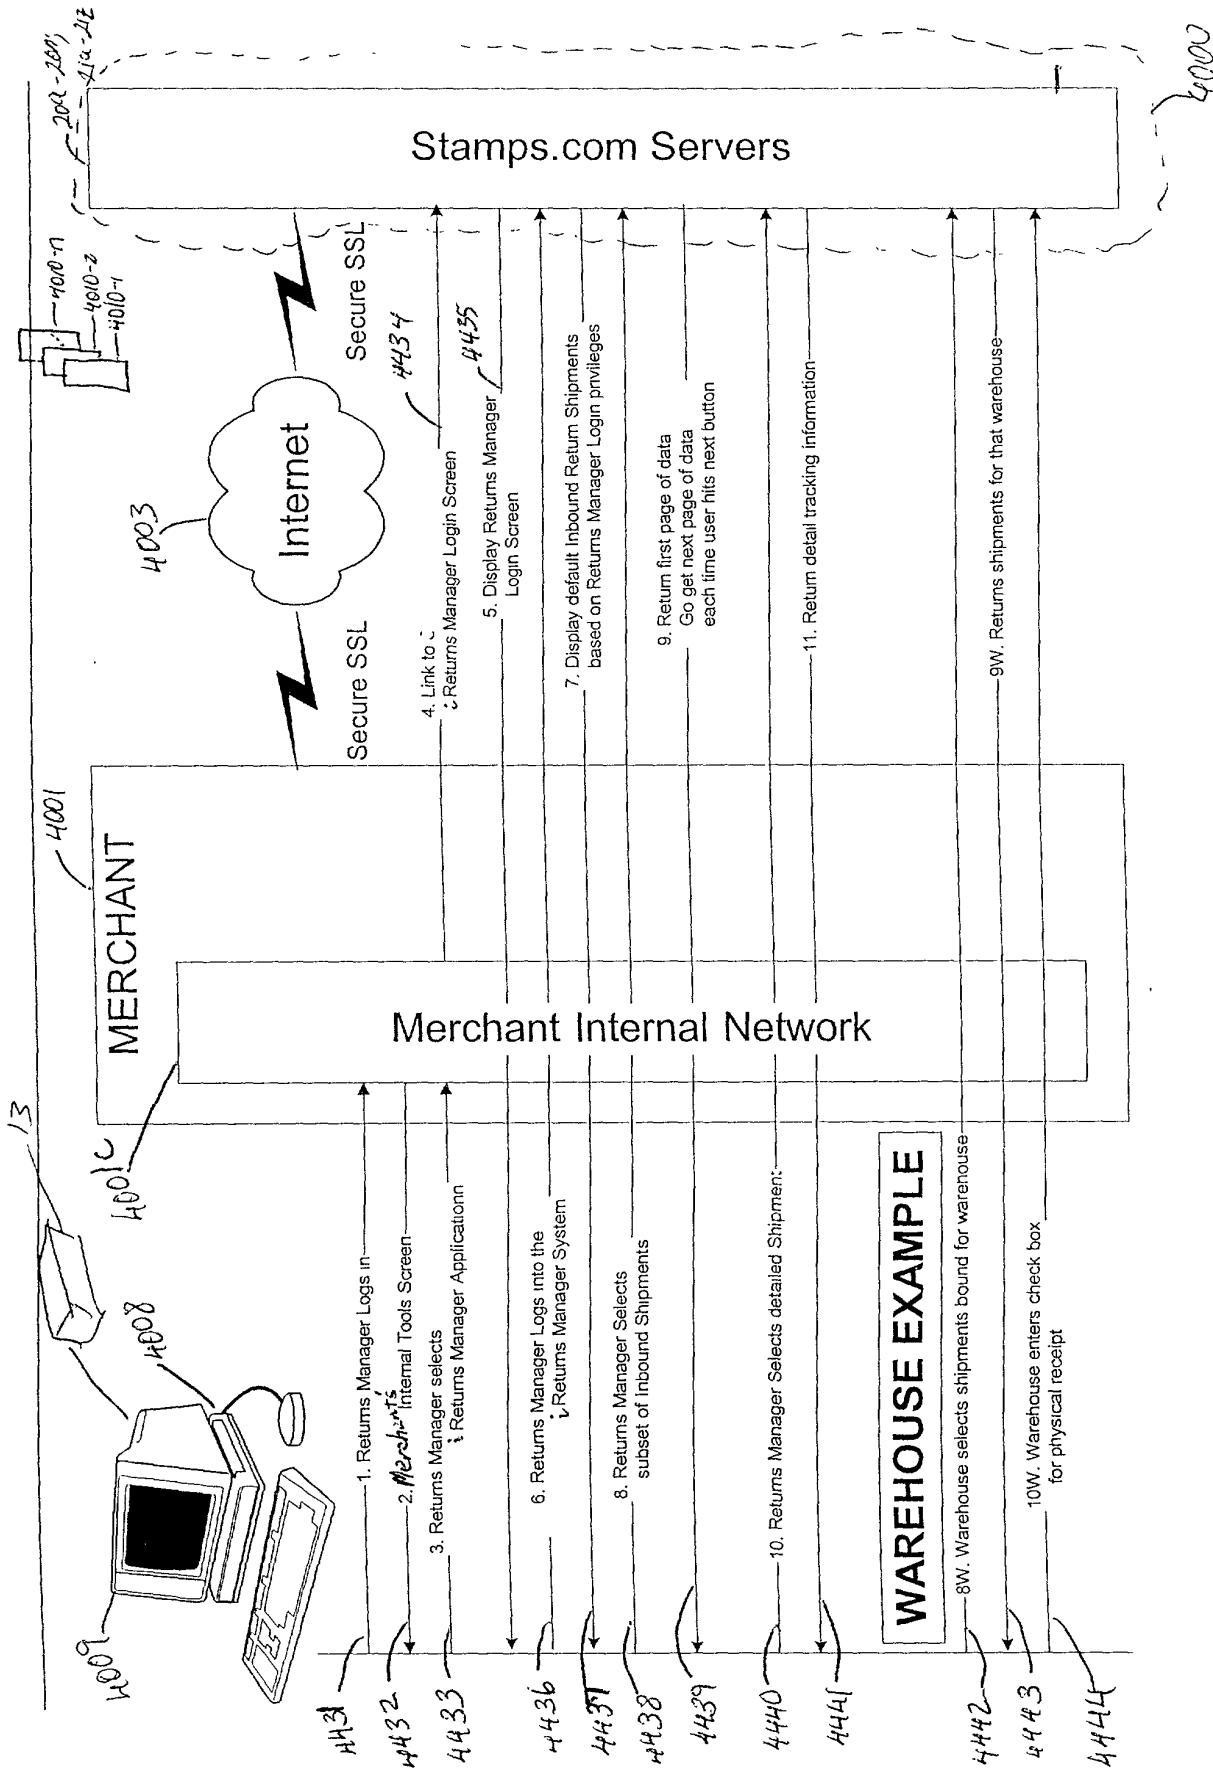 13
4009
4008
4001
MERCHANT
4001C
Merchant Internal Network
4003
Internet
Secure SSL
Secure SSL
4010-n
4010-2
4010-1
20a-20n,
21a-21z
Stamps.com Servers
4000
4431
1. Returns Manager Logs in
4432
2. Merchant's Internal Tools Screen
4433
3. Returns Manager selects
Returns Manager Applicationn
4434
4. Link to
Returns Manager Login Screen
4435
5. Display Returns Manager
Login Screen
4436
6. Returns Manager Logs into the
Returns Manager System
4437
7. Display default Inbound Return Shipments
based on Returns Manager Login privileges
4438
8. Returns Manager Selects
subset of Inbound Shipments
4439
9. Return first page of data
Go get next page of data
each time user hits next button
4440
10. Returns Manager Selects detailed Shipment
4441
11. Return detail tracking information
WAREHOUSE EXAMPLE
4442
8W. Warehouse selects shipments bound for warehouse
4443
9W. Returns shipments for that warehouse
4444
10W. Warehouse enters check box
for physical receipt